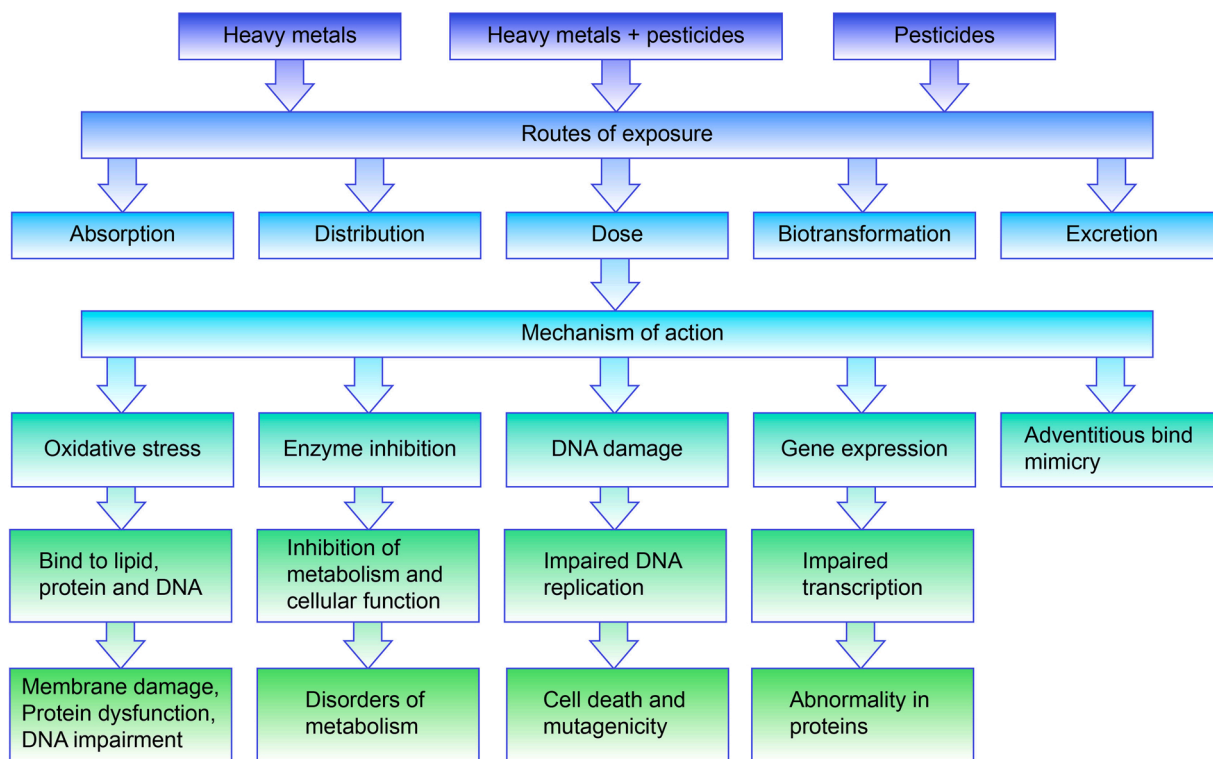 Heavy metals
Heavy metals + pesticides
Pesticides
Routes of exposure
Absorption
Distribution
Dose
Biotransformation
Excretion
Mechanism of action
Oxidative stress
Enzyme inhibition
DNA damage
Gene expression
Adventitious bind
mimicry
Bind to lipid,
protein and DNA
Inhibition of
metabolism and
cellular function
Impaired DNA
replication
Impaired
transcription
Membrane damage,
Protein dysfunction,
DNA impairment
Disorders of
metabolism
Cell death and
mutagenicity
Abnormality in
proteins